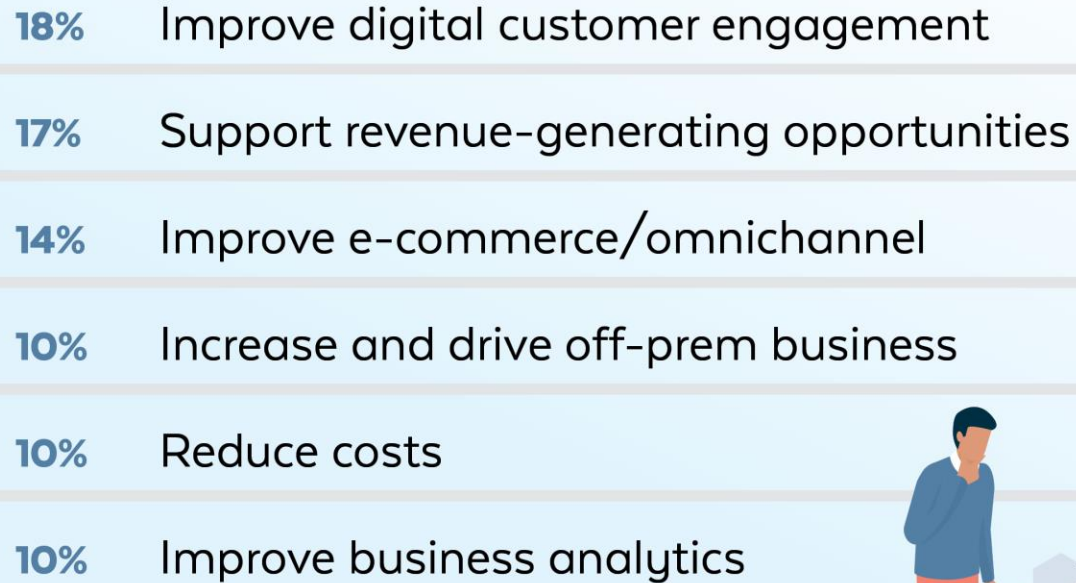 18% Improve digital customer engagement
17% Support revenue-generating opportunities
14% Improve e-commerce/omnichannel
10% Increase and drive off-prem business
10% Reduce costs
10% Improve business analytics